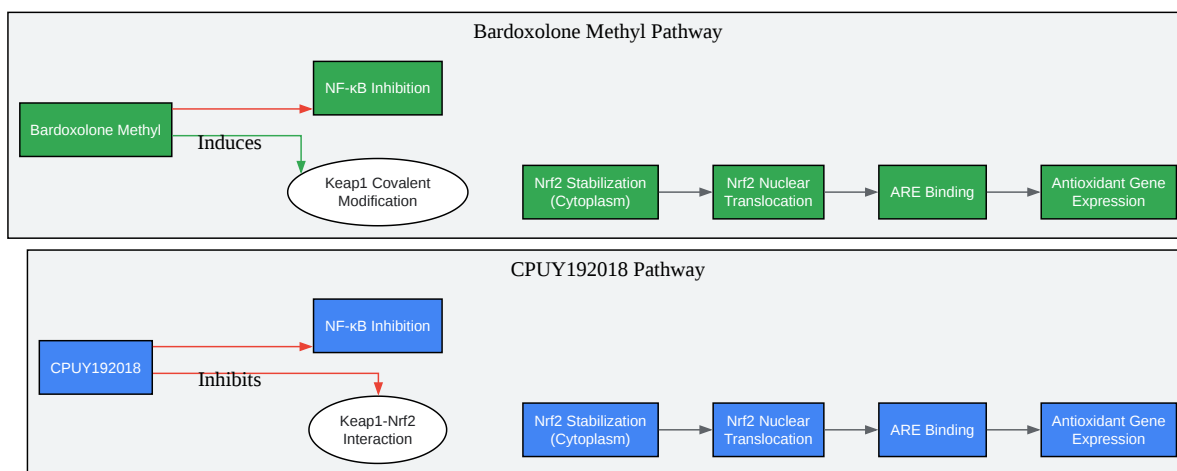 Bardoxolone Methyl Pathway
NF-κB Inhibition
Bardoxolone Methyl
Induces
Keap1 Covalent
Modification
Nrf2 Stabilization
(Cytoplasm)
Nrf2 Nuclear
Translocation
ARE Binding
Antioxidant Gene
Expression
CPUY192018 Pathway
NF-κB Inhibition
CPUY192018
Inhibits
Keap1-Nrf2
Interaction
Nrf2 Stabilization
(Cytoplasm)
Nrf2 Nuclear
Translocation
ARE Binding
Antioxidant Gene
Expression